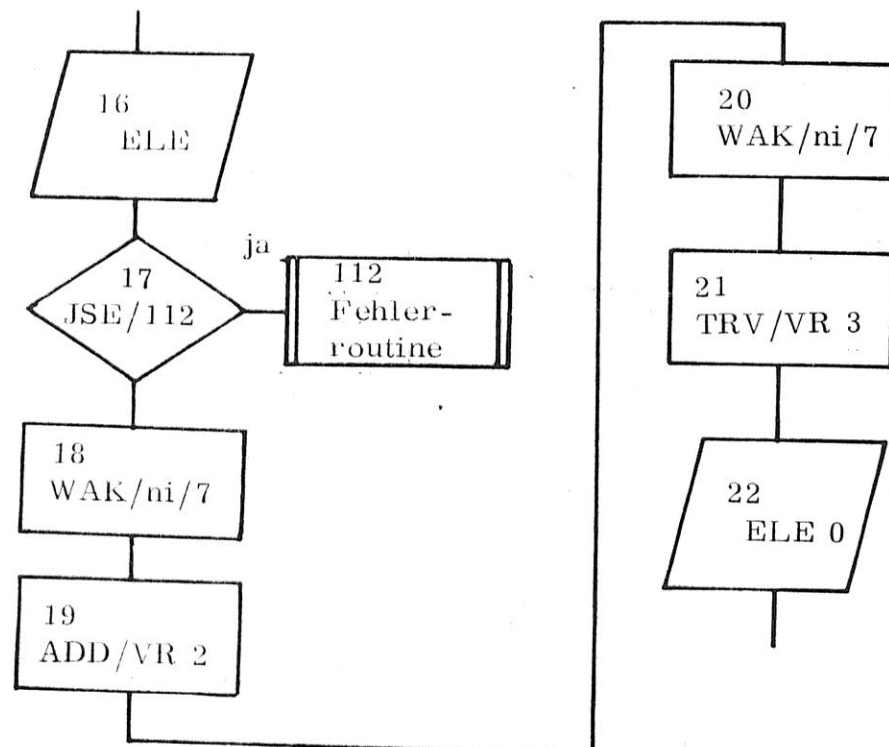 16
ELE
17
JSE/112
ja
112
Fehler-
routine
18
WAK/ni/7
19
ADD/VR 2
20
WAK/ni/7
21
TRV/VR 3
22
ELE 0